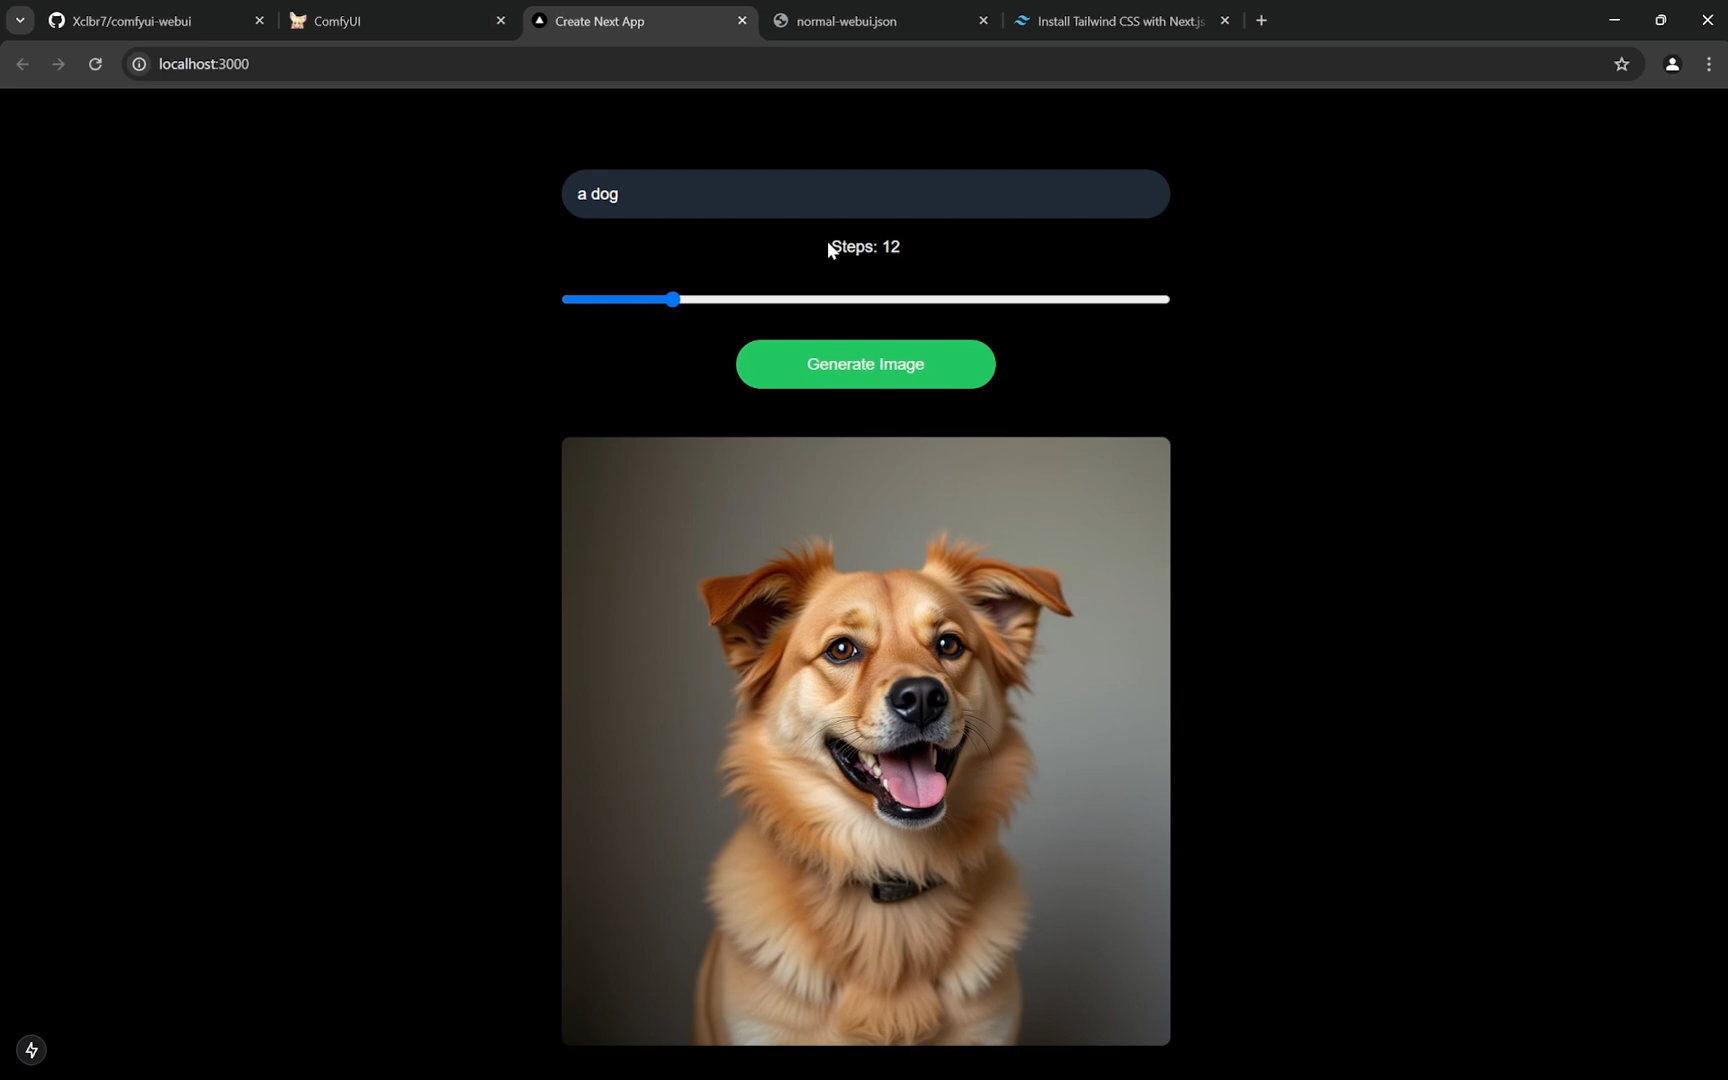 Xclbr7/comfyui-webui
ComfyUI
Create Next App
normal-webui.json
Install Tailwind CSS with Next.js
localhost:3000
a dog
Steps: 12
Generate Image